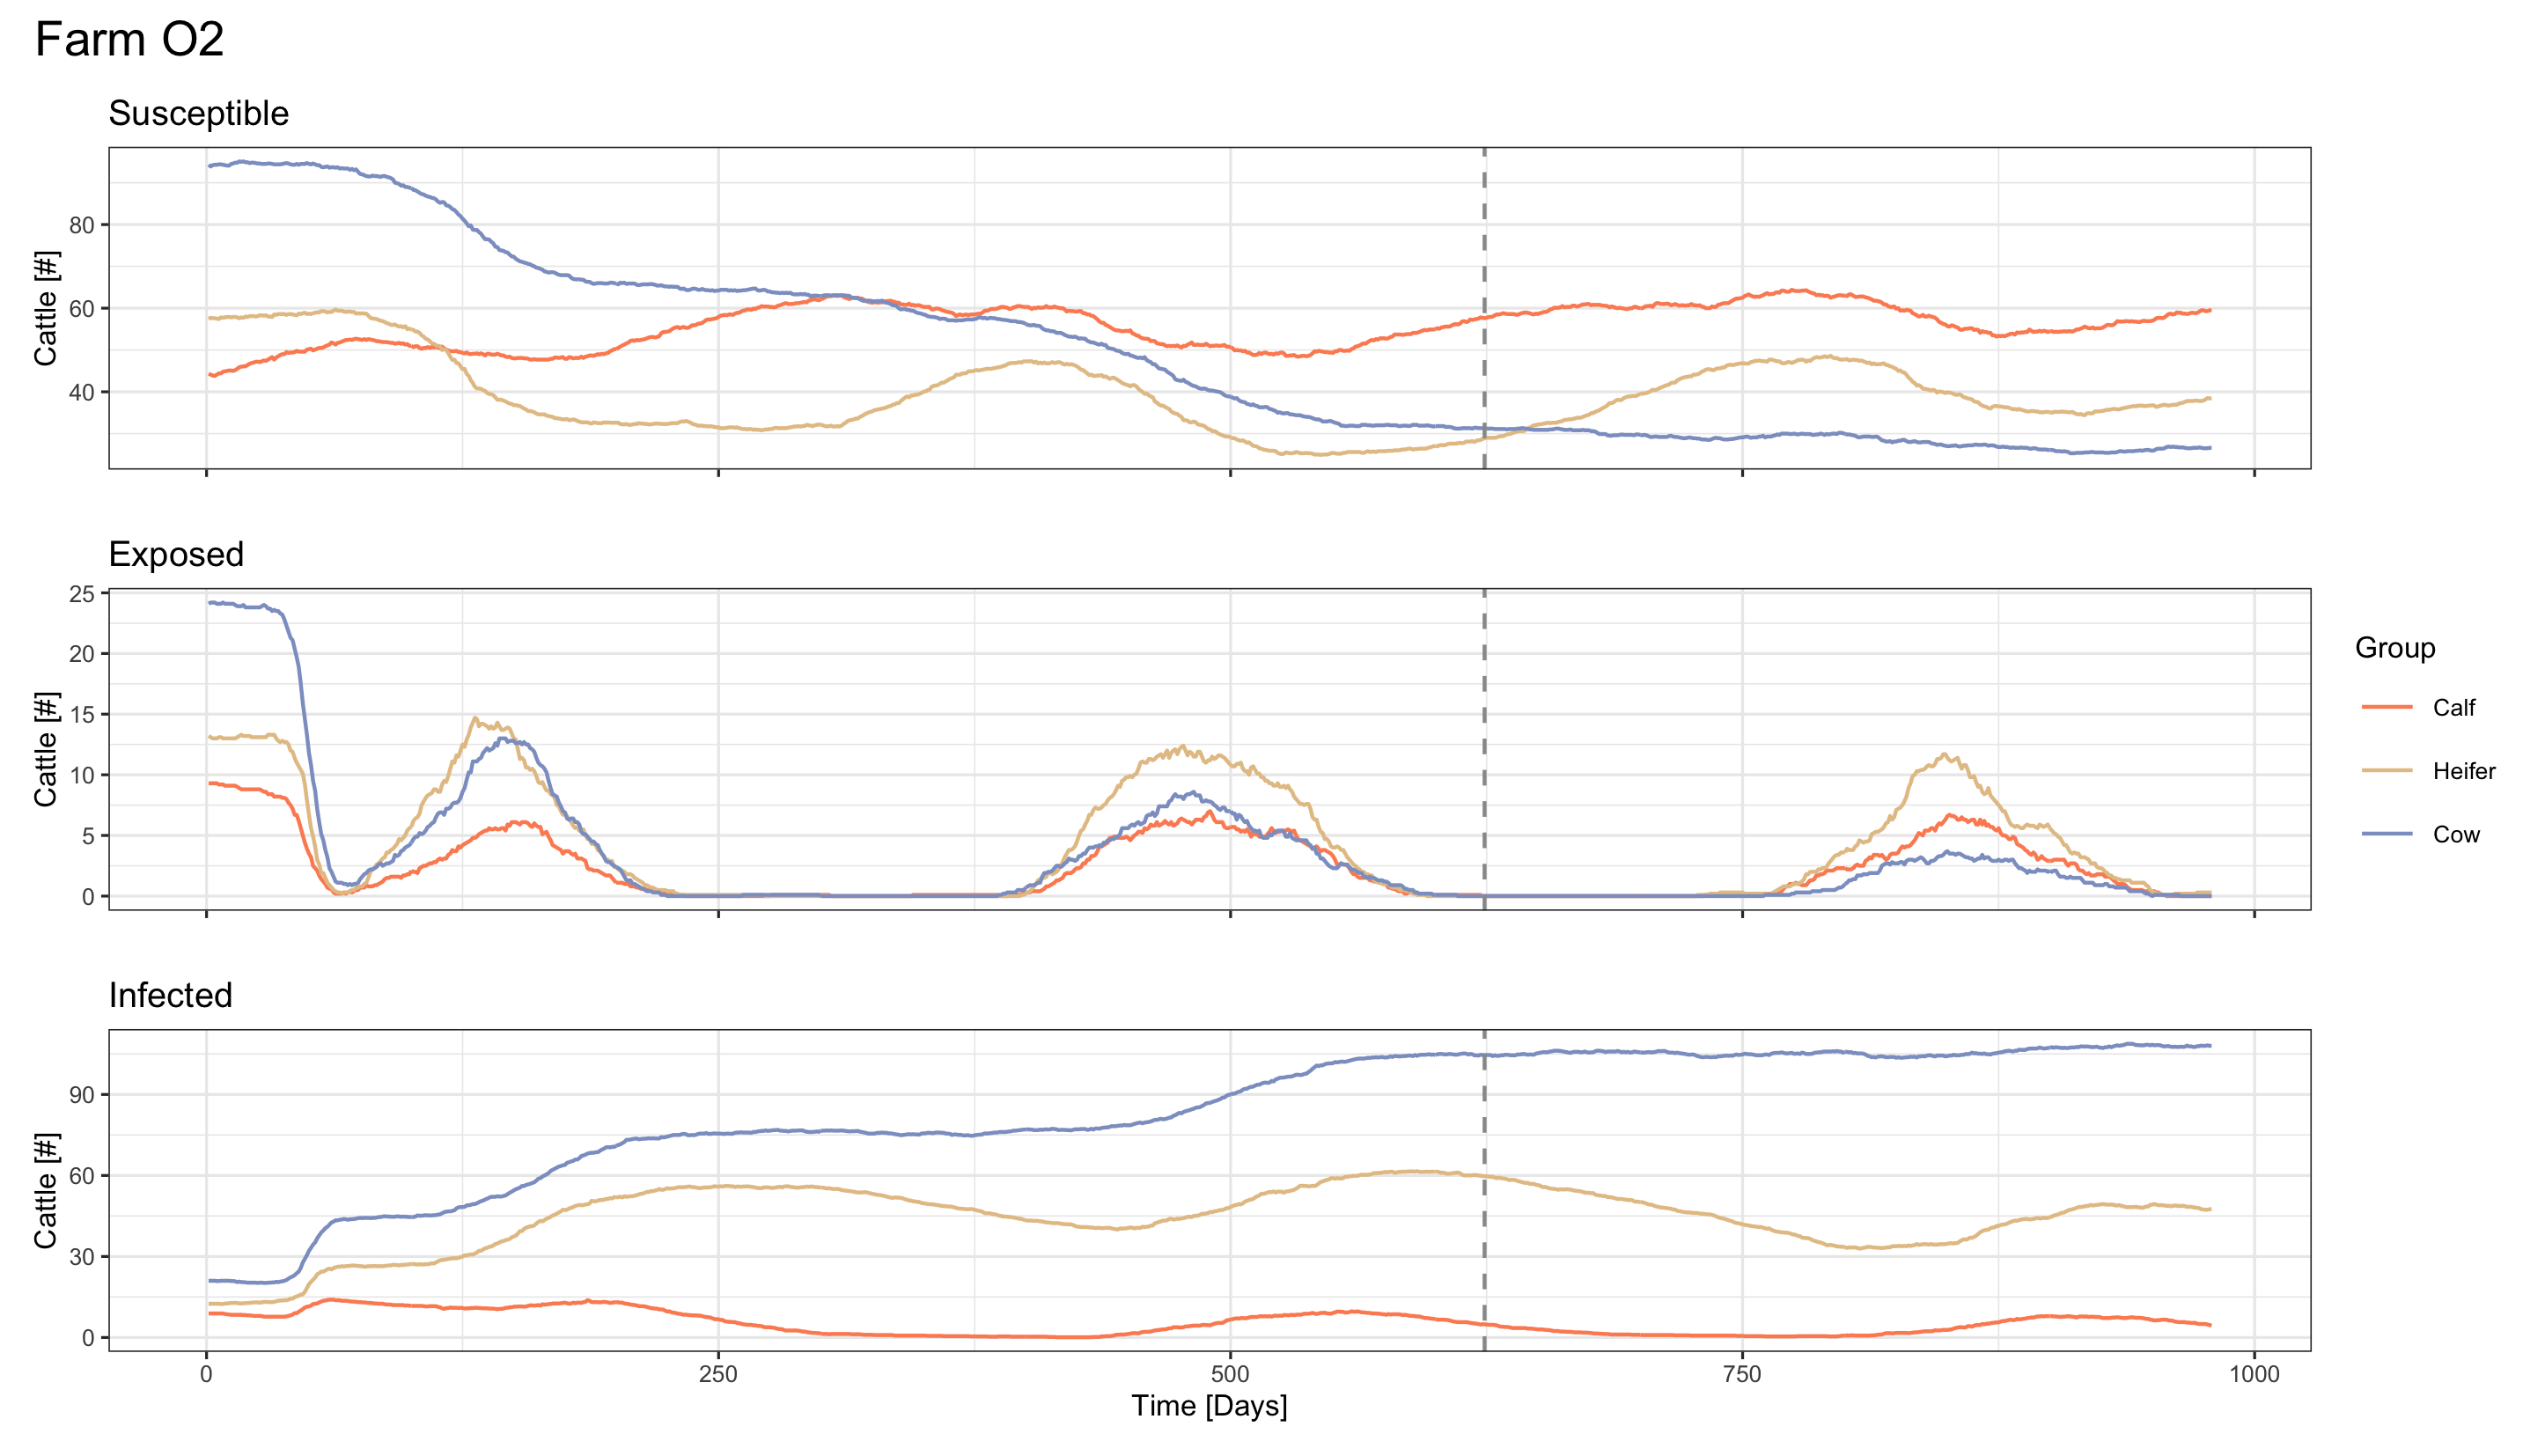 Farm O2
Susceptible
Cattle [#]
80
60
40
Exposed
Cattle [#]
25
20
15
10
5
0
Group
Calf
Heifer
Cow
Infected
Cattle [#]
90
60
30
0
0 250 500 750 1000
Time [Days]